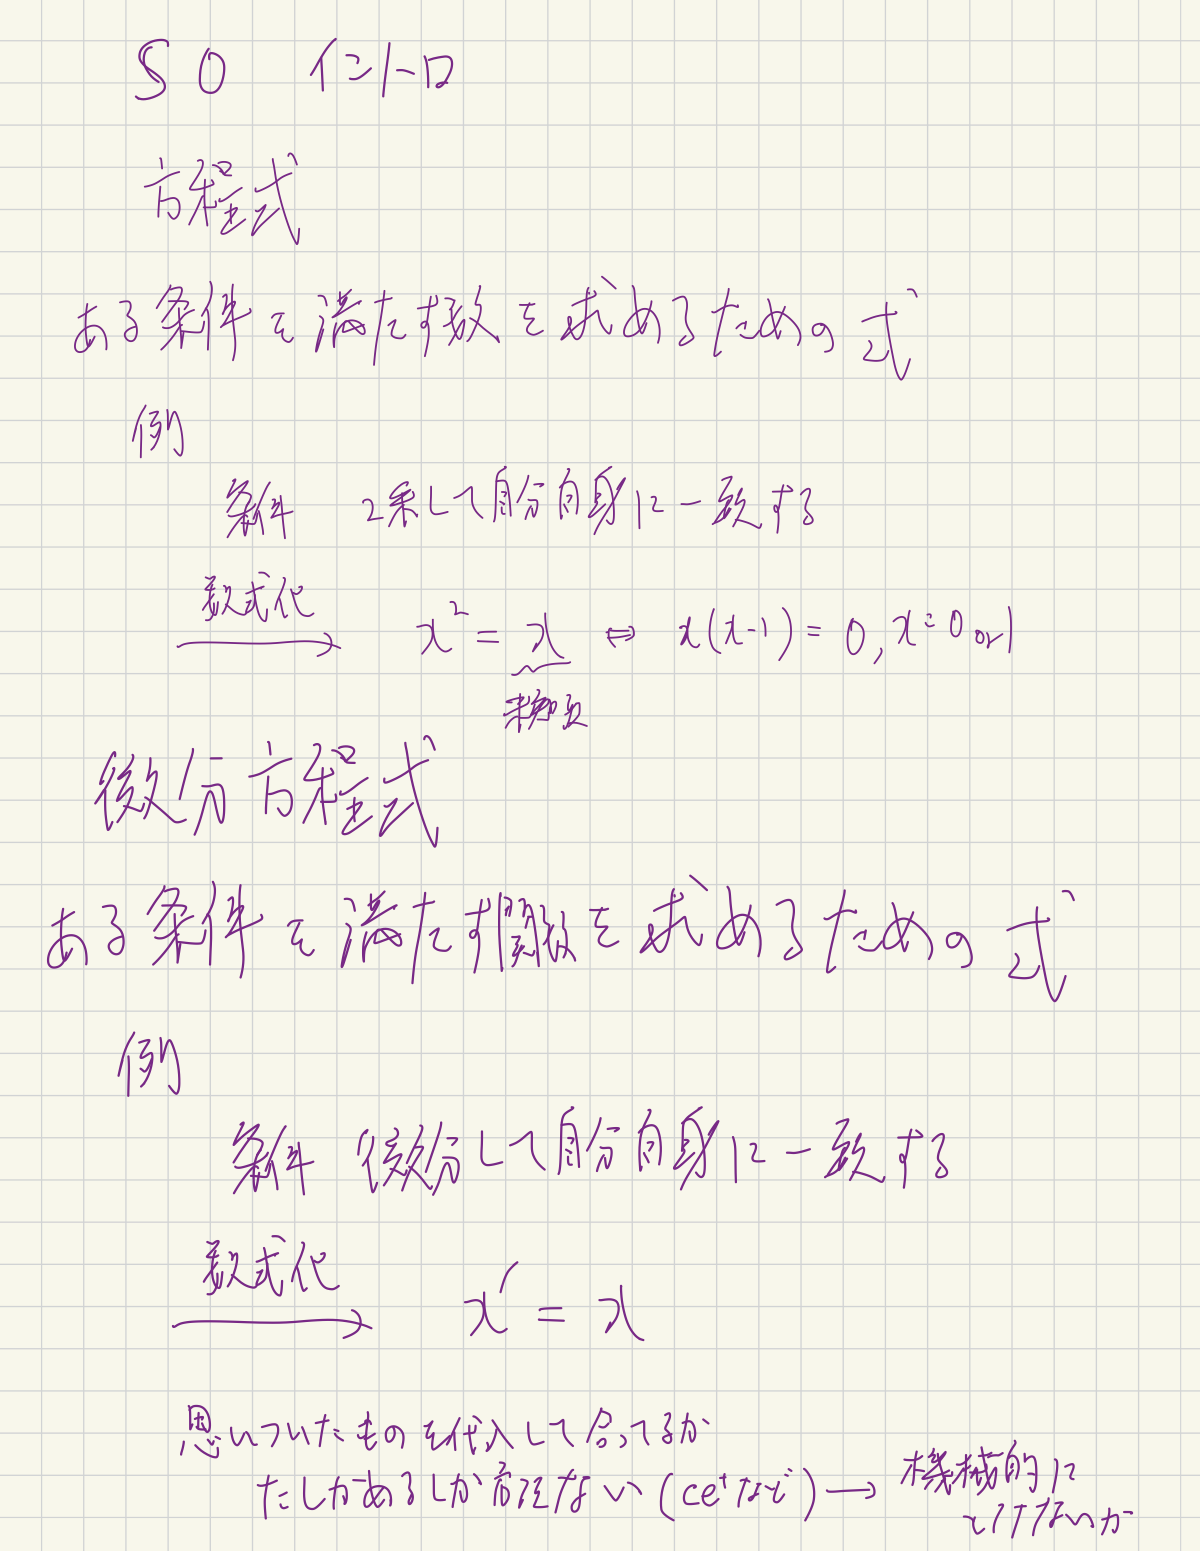 §0 イントロ
方程式
ある条件を満たす数を求めるための式
例
条件 2乗して自分自身に一致する
数式化 x² = x ⇔ x(x-1) = 0, x = 0 or 1
未知数
微分方程式
ある条件を満たす関数を求めるための式
例
条件 微分して自分自身に一致する
数式化 x' = x
思いついたものを代入して合ってるか
たしかめるしか ない (ceᵗなど) → 機械的に
とけないか